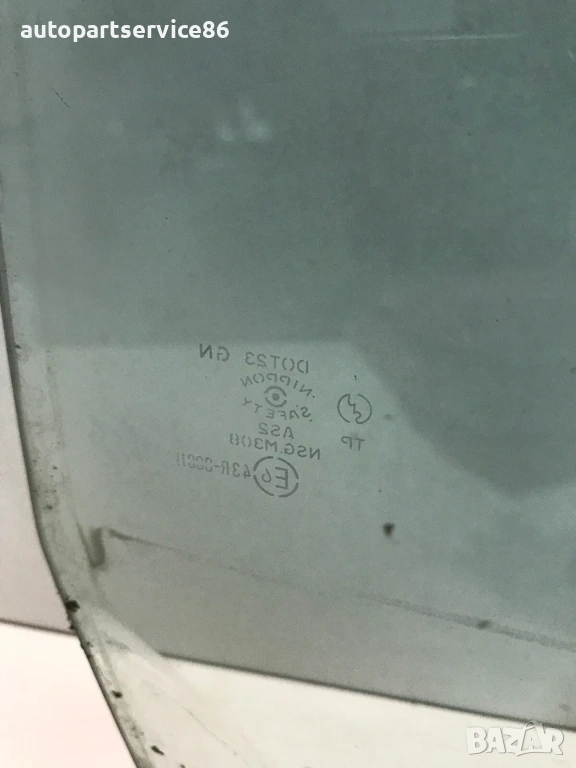 autopartservice86
DOT23 GN
NIPPON
SAFETY
AS2
NSG.M308
TP
E6 43R-00011
BAZAR